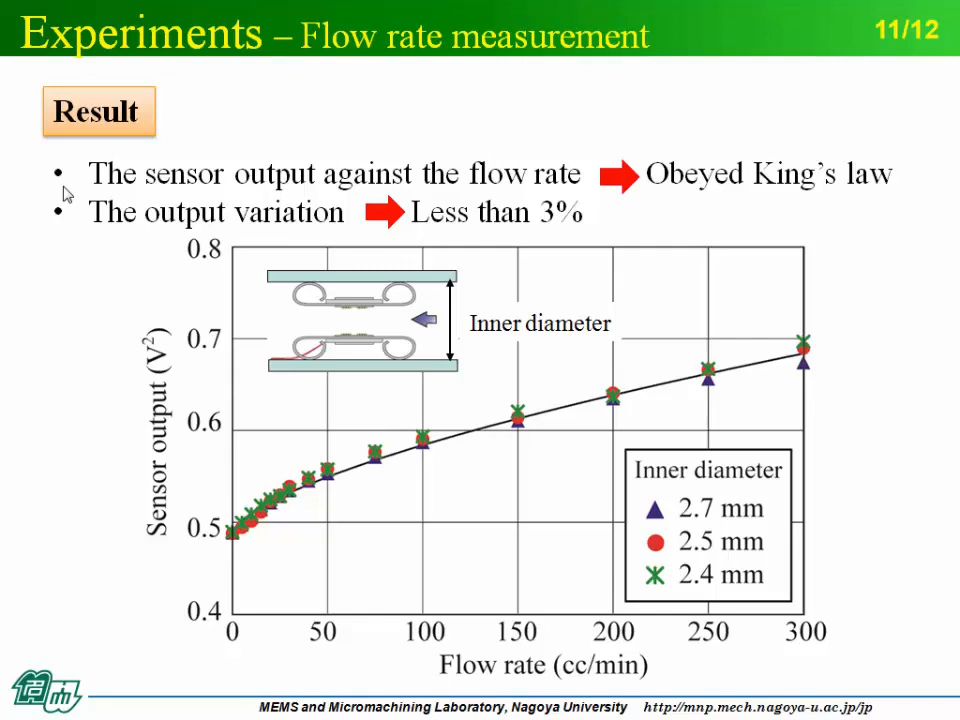 Experiments – Flow rate measurement
11/12
Result
• The sensor output against the flow rate Obeyed King's law
• The output variation Less than 3%
0.8
0.7
0.6
0.5
0.4
Sensor output (V²)
Inner diameter
Inner diameter
2.7 mm
2.5 mm
2.4 mm
0 50 100 150 200 250 300
Flow rate (cc/min)
MEMS and Micromachining Laboratory, Nagoya University http://mnp.mech.nagoya-u.ac.jp/jp